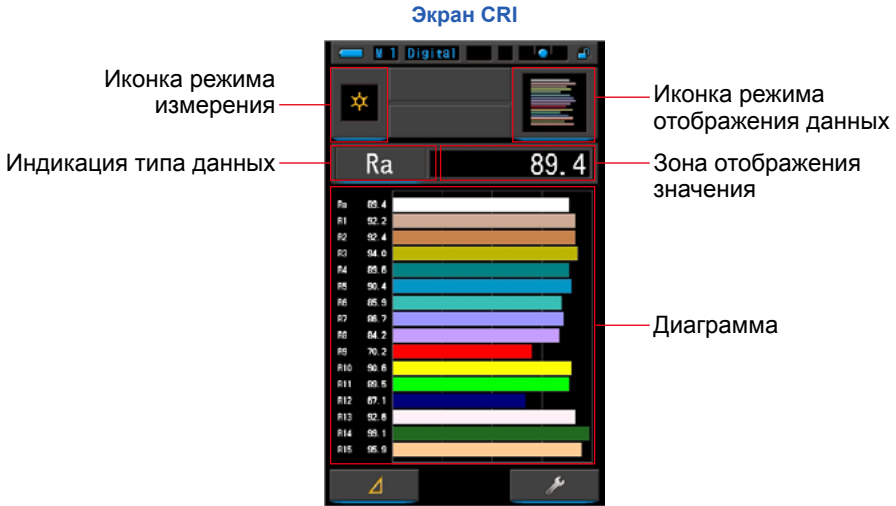 Экран CRI
M 1 Digital
Иконка режима
измерения
Иконка режима
отображения данных
Индикация типа данных
Ra
89.4
Зона отображения
значения
Ra 89.4
R1 92.2
R2 92.4
R3 94.0
R4 89.6
R5 90.4
R6 85.9
R7 86.7
R8 84.2
R9 70.2
R10 90.6
R11 89.5
R12 67.1
R13 92.6
R14 99.1
R15 95.9
Диаграмма